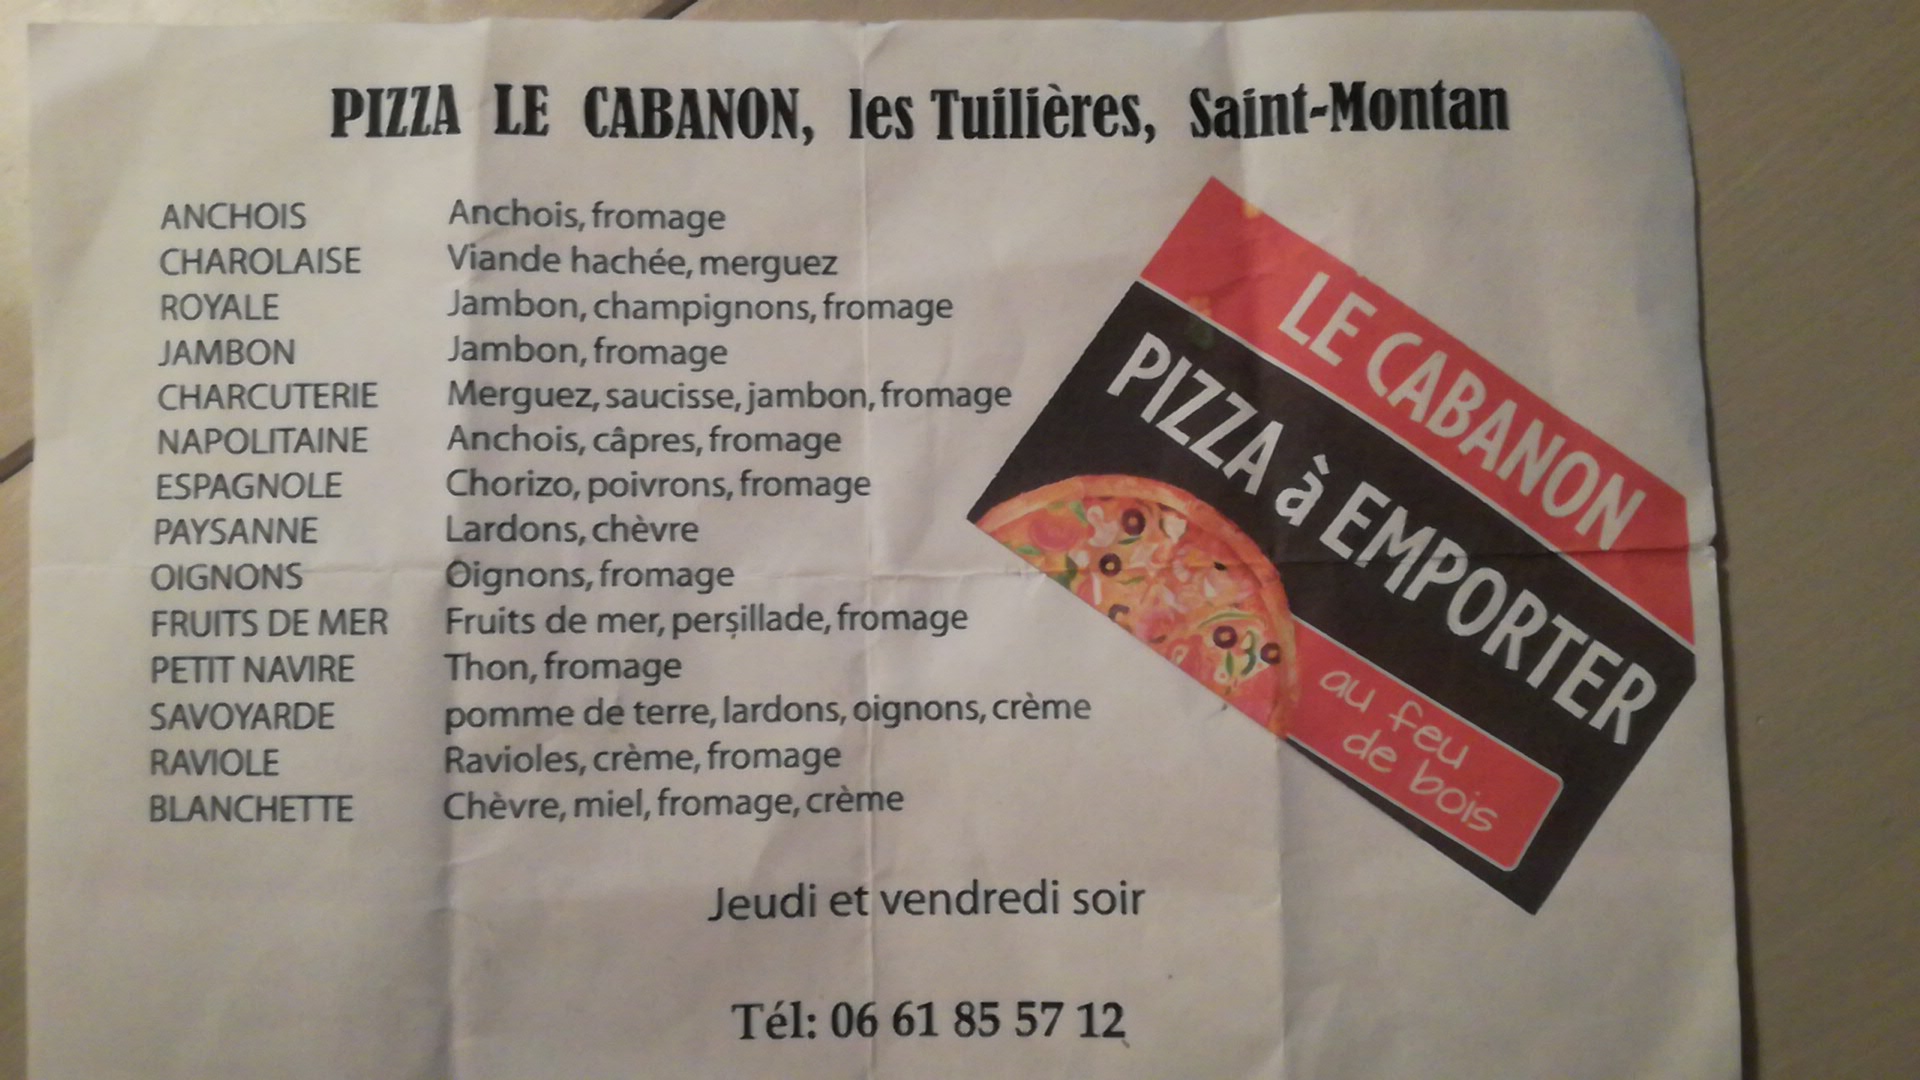 PIZZA LE CABANON, les Tuilières, Saint-Montan
ANCHOIS Anchois, fromage
CHAROLAISE Viande hachée, merguez
ROYALE Jambon, champignons, fromage
JAMBON Jambon, fromage
CHARCUTERIE Merguez, saucisse, jambon, fromage
NAPOLITAINE Anchois, câpres, fromage
ESPAGNOLE Chorizo, poivrons, fromage
PAYSANNE Lardons, chèvre
OIGNONS Oignons, fromage
FRUITS DE MER Fruits de mer, persillade, fromage
PETIT NAVIRE Thon, fromage
SAVOYARDE pomme de terre, lardons, oignons, crème
RAVIOLE Ravioles, crème, fromage
BLANCHETTE Chèvre, miel, fromage, crème
LE CABANON
PIZZA à EMPORTER
au feu
de bois
Jeudi et vendredi soir
Tél: 06 61 85 57 12